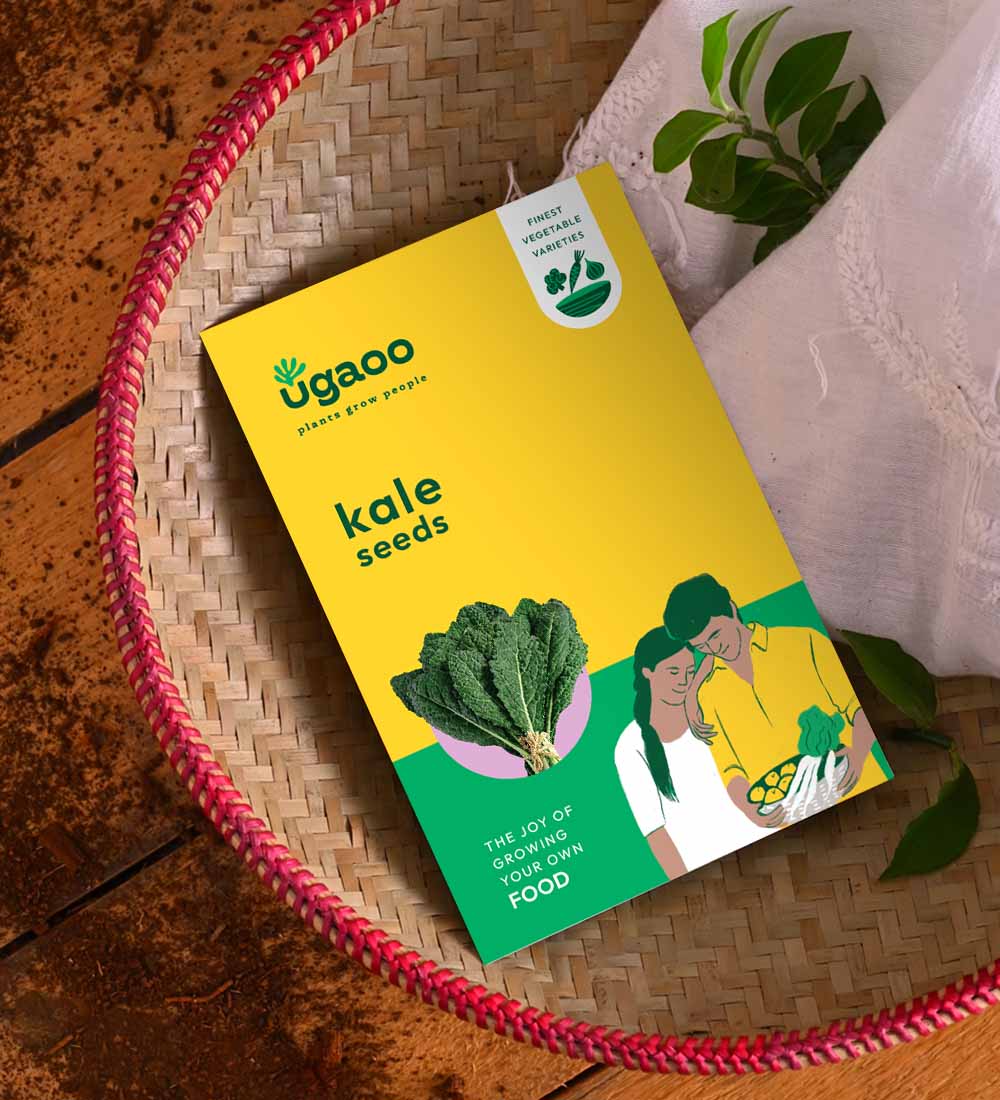 FINEST
VEGETABLE
VARIETIES
ugaoo
plants grow people
kale
seeds
THE JOY OF
GROWING
YOUR OWN
FOOD